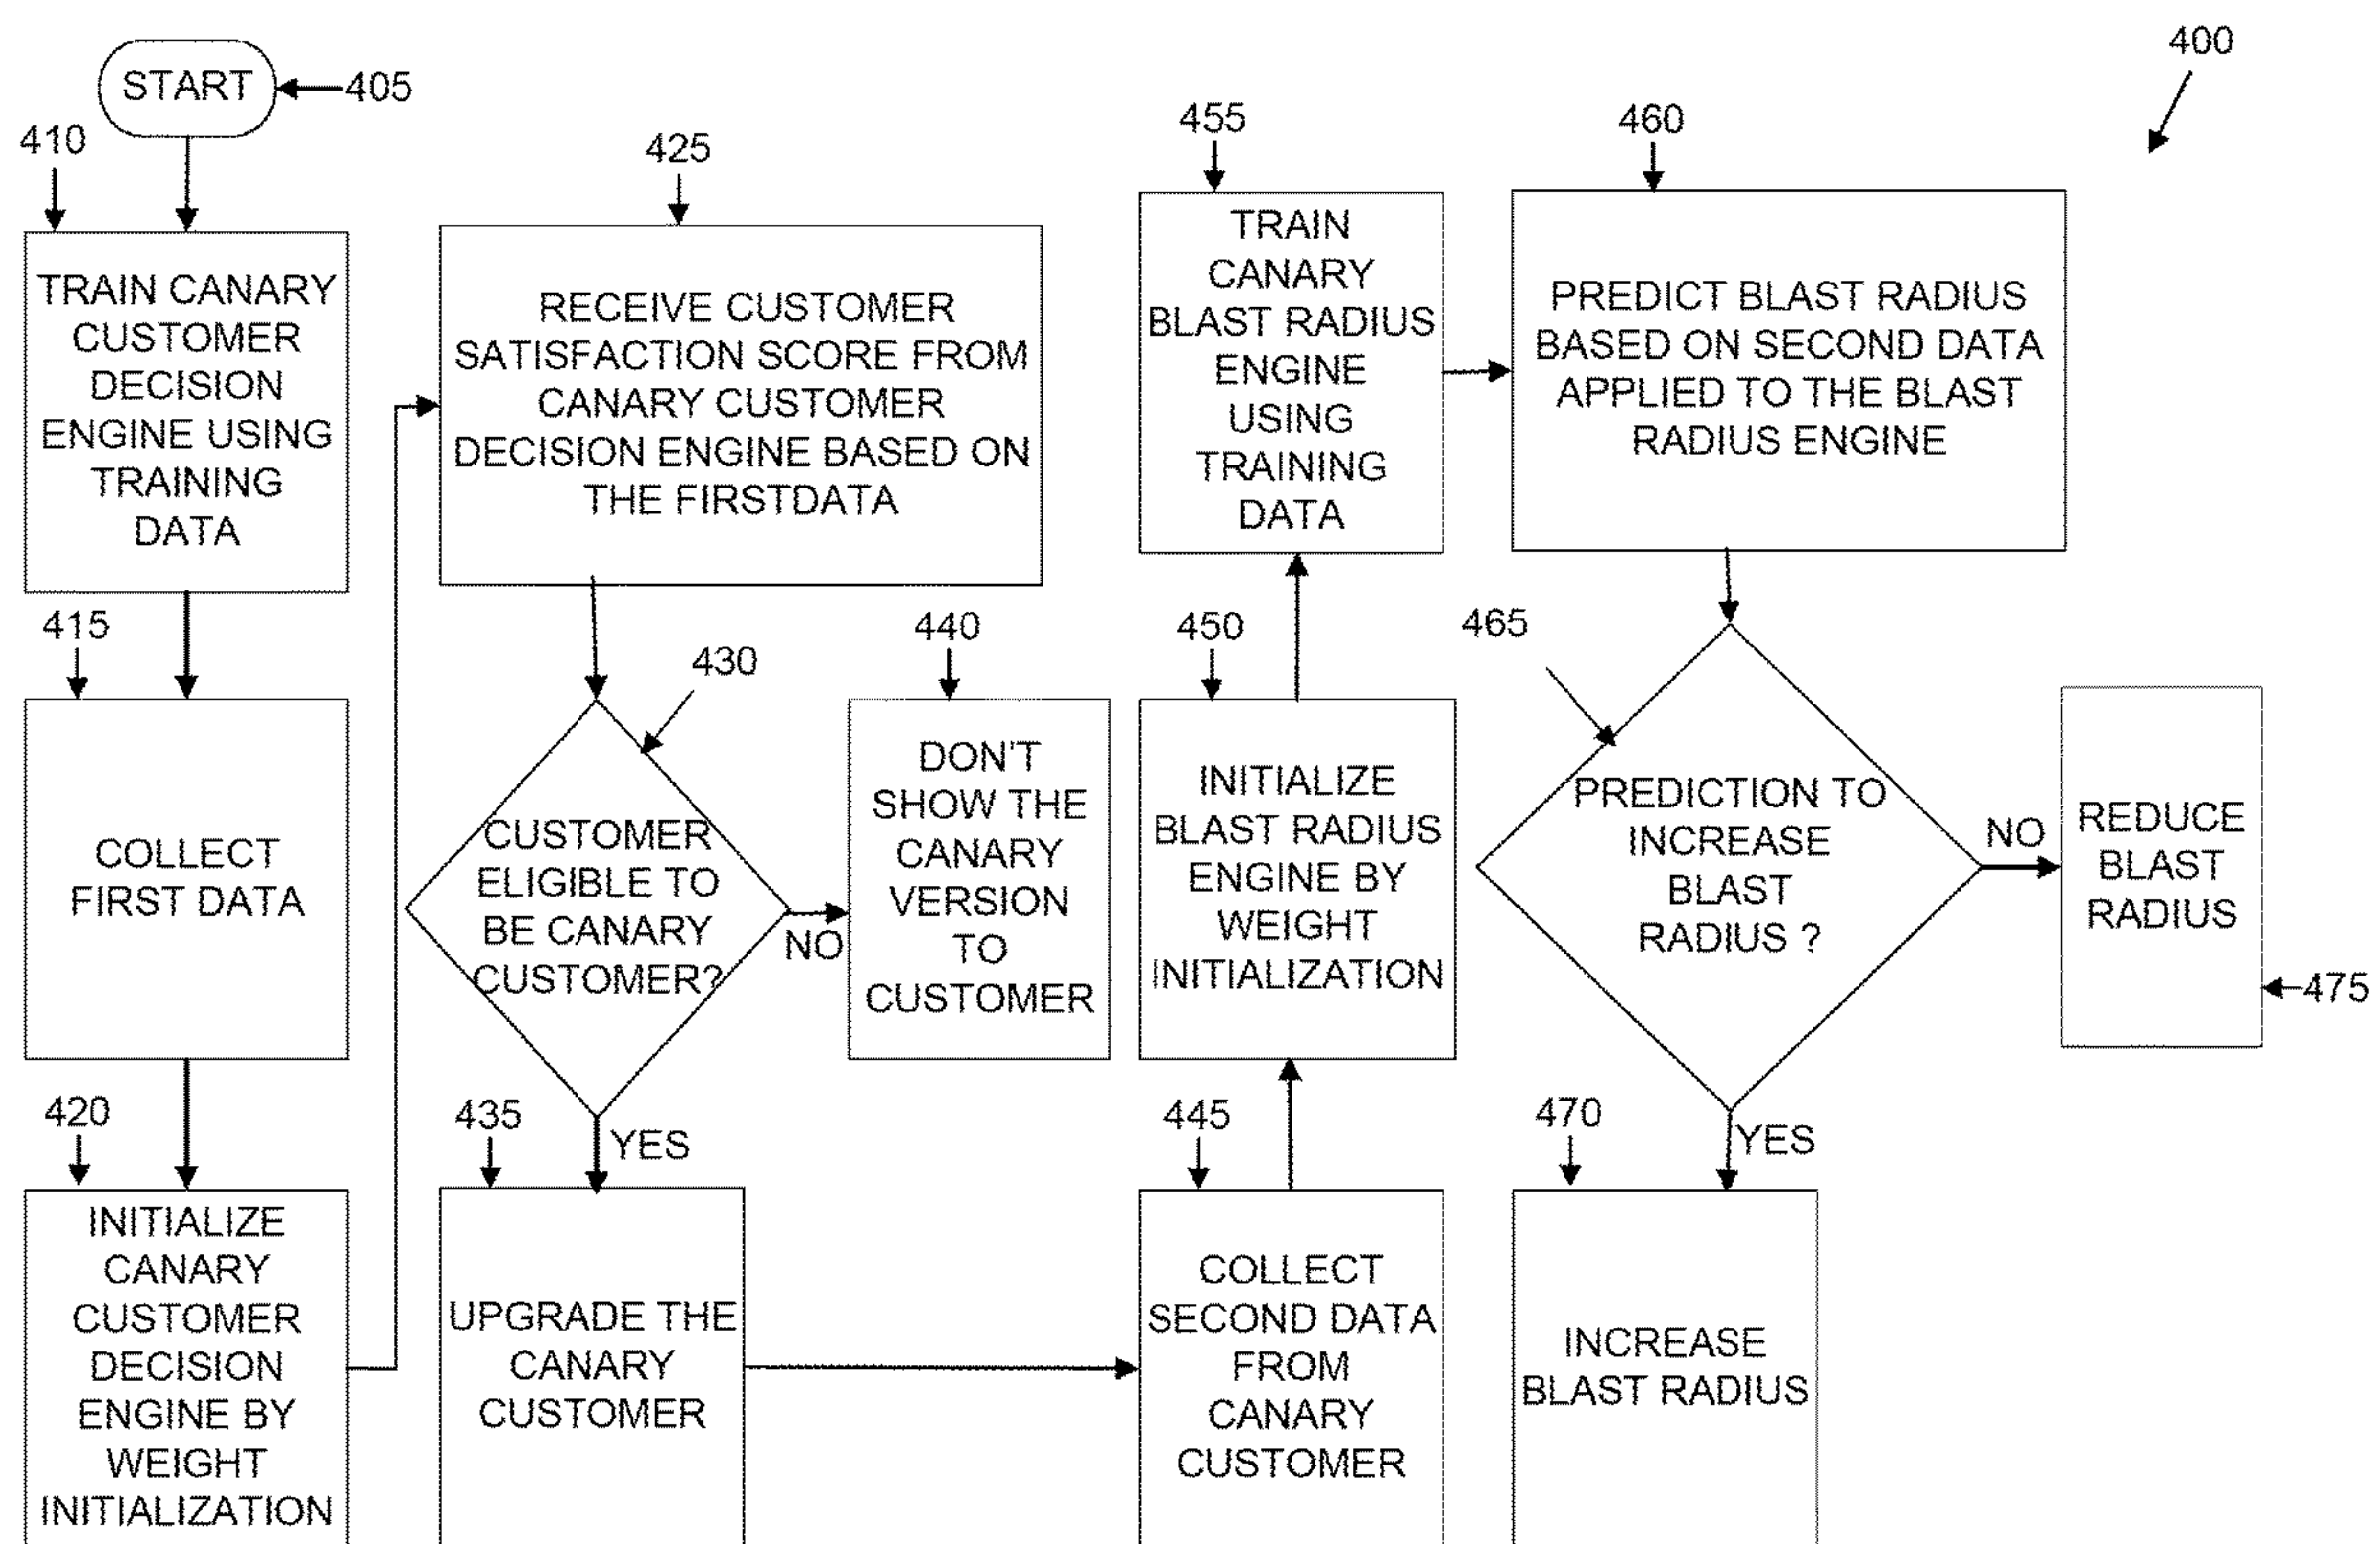 400
START
405
410
TRAIN CANARY
CUSTOMER
DECISION
ENGINE USING
TRAINING
DATA
415
COLLECT
FIRST DATA
420
INITIALIZE
CANARY
CUSTOMER
DECISION
ENGINE BY
WEIGHT
INITIALIZATION
425
RECEIVE CUSTOMER
SATISFACTION SCORE FROM
CANARY CUSTOMER
DECISION ENGINE BASED ON
THE FIRSTDATA
430
CUSTOMER
ELIGIBLE TO
BE CANARY
CUSTOMER?
NO
YES
440
DON'T
SHOW THE
CANARY
VERSION
TO
CUSTOMER
435
UPGRADE THE
CANARY
CUSTOMER
445
COLLECT
SECOND DATA
FROM
CANARY
CUSTOMER
450
INITIALIZE
BLAST RADIUS
ENGINE BY
WEIGHT
INITIALIZATION
455
TRAIN
CANARY
BLAST RADIUS
ENGINE
USING
TRAINING
DATA
460
PREDICT BLAST RADIUS
BASED ON SECOND DATA
APPLIED TO THE BLAST
RADIUS ENGINE
465
PREDICTION TO
INCREASE
BLAST
RADIUS ?
NO
YES
REDUCE
BLAST
RADIUS
475
470
INCREASE
BLAST RADIUS